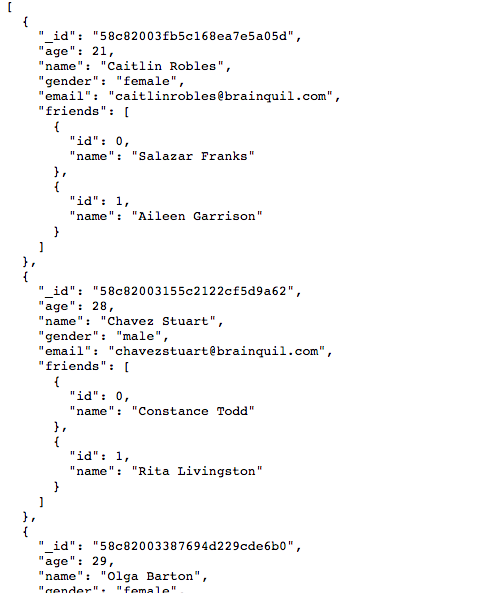 [
  {
    "_id": "58c82003fb5c168ea7e5a05d",
    "age": 21,
    "name": "Caitlin Robles",
    "gender": "female",
    "email": "caitlinrobles@brainquil.com",
    "friends": [
      {
        "id": 0,
        "name": "Salazar Franks"
      },
      {
        "id": 1,
        "name": "Aileen Garrison"
      }
    ]
  },
  {
    "_id": "58c82003155c2122cf5d9a62",
    "age": 28,
    "name": "Chavez Stuart",
    "gender": "male",
    "email": "chavezstuart@brainquil.com",
    "friends": [
      {
        "id": 0,
        "name": "Constance Todd"
      },
      {
        "id": 1,
        "name": "Rita Livingston"
      }
    ]
  },
  {
    "_id": "58c82003387694d229cde6b0",
    "age": 29,
    "name": "Olga Barton",
    "gender": "female",